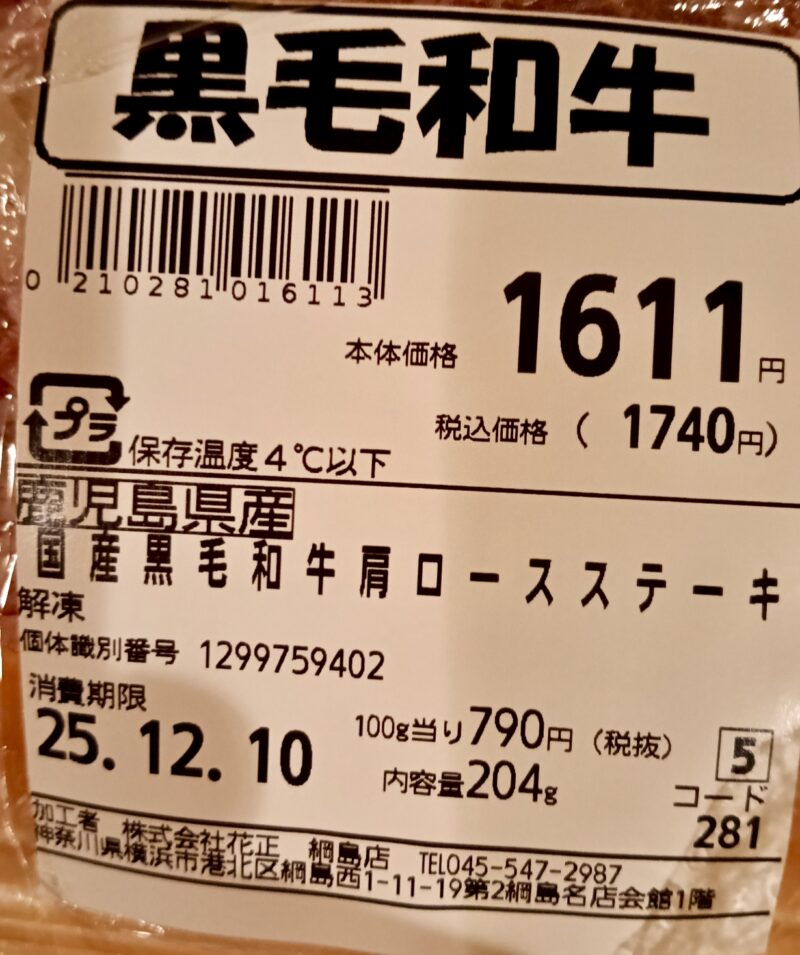 黒毛和牛
0 210281 016113
本体価格 1611円
税込価格 ( 1740円)
プラ 保存温度4℃以下
鹿児島県産
国産黒毛和牛肩ロースステーキ
解凍
個体識別番号 1299759402
消費期限
25.12.10
100g当り790円(税抜)
内容量204g
5
コード
281
加工者 株式会社花正 綱島店 TEL045-547-2987
神奈川県横浜市港北区綱島西1-11-19第2綱島名店会館1階